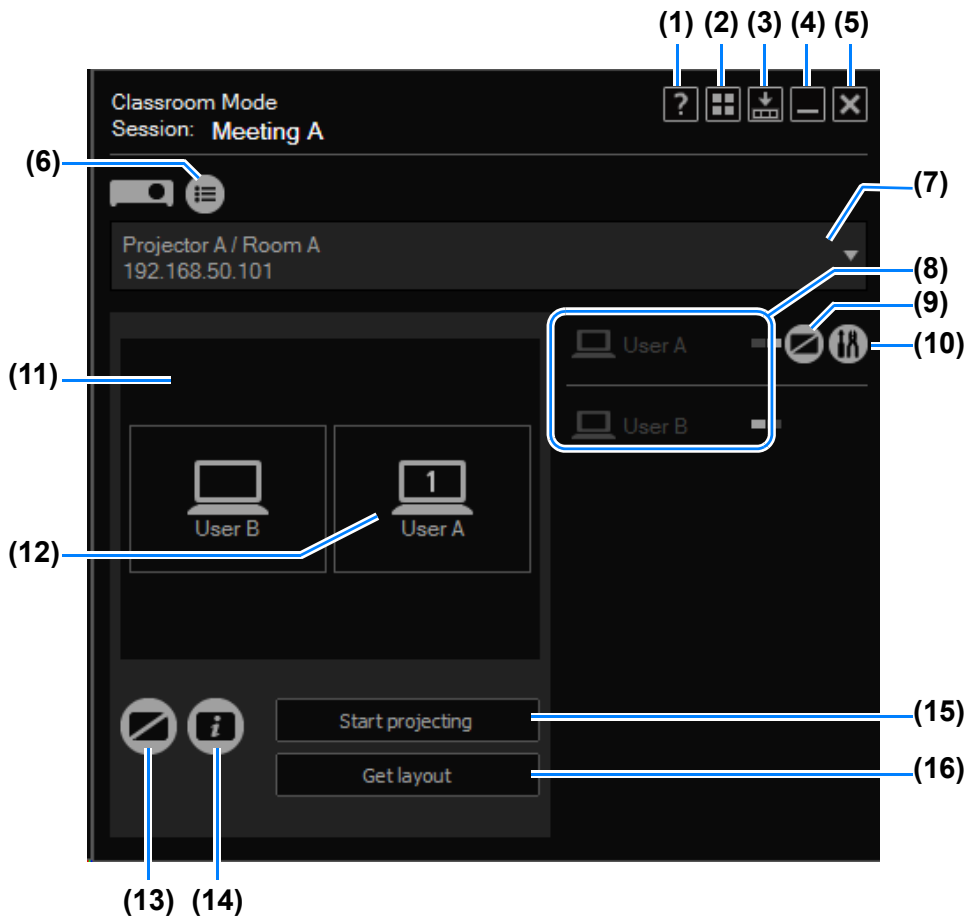 (1) (2) (3) (4) (5)
Classroom Mode
Session: Meeting A
?
(6)
(7)
Projector A / Room A
192.168.50.101
(8)
(9)
User A
(10)
(11)
User B
1
User B
User A
(12)
i
Start projecting
(15)
Get layout
(16)
(13) (14)